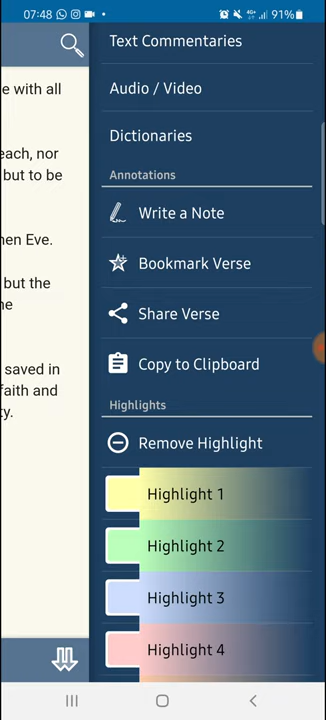 07:48
91%
Text Commentaries
e with all
Audio / Video
Dictionaries
each, nor
but to be
Annotations
Write a Note
en Eve.
Bookmark Verse
but the
ne
Share Verse
Copy to Clipboard
saved in
faith and
ty.
Highlights
Remove Highlight
Highlight 1
Highlight 2
Highlight 3
Highlight 4